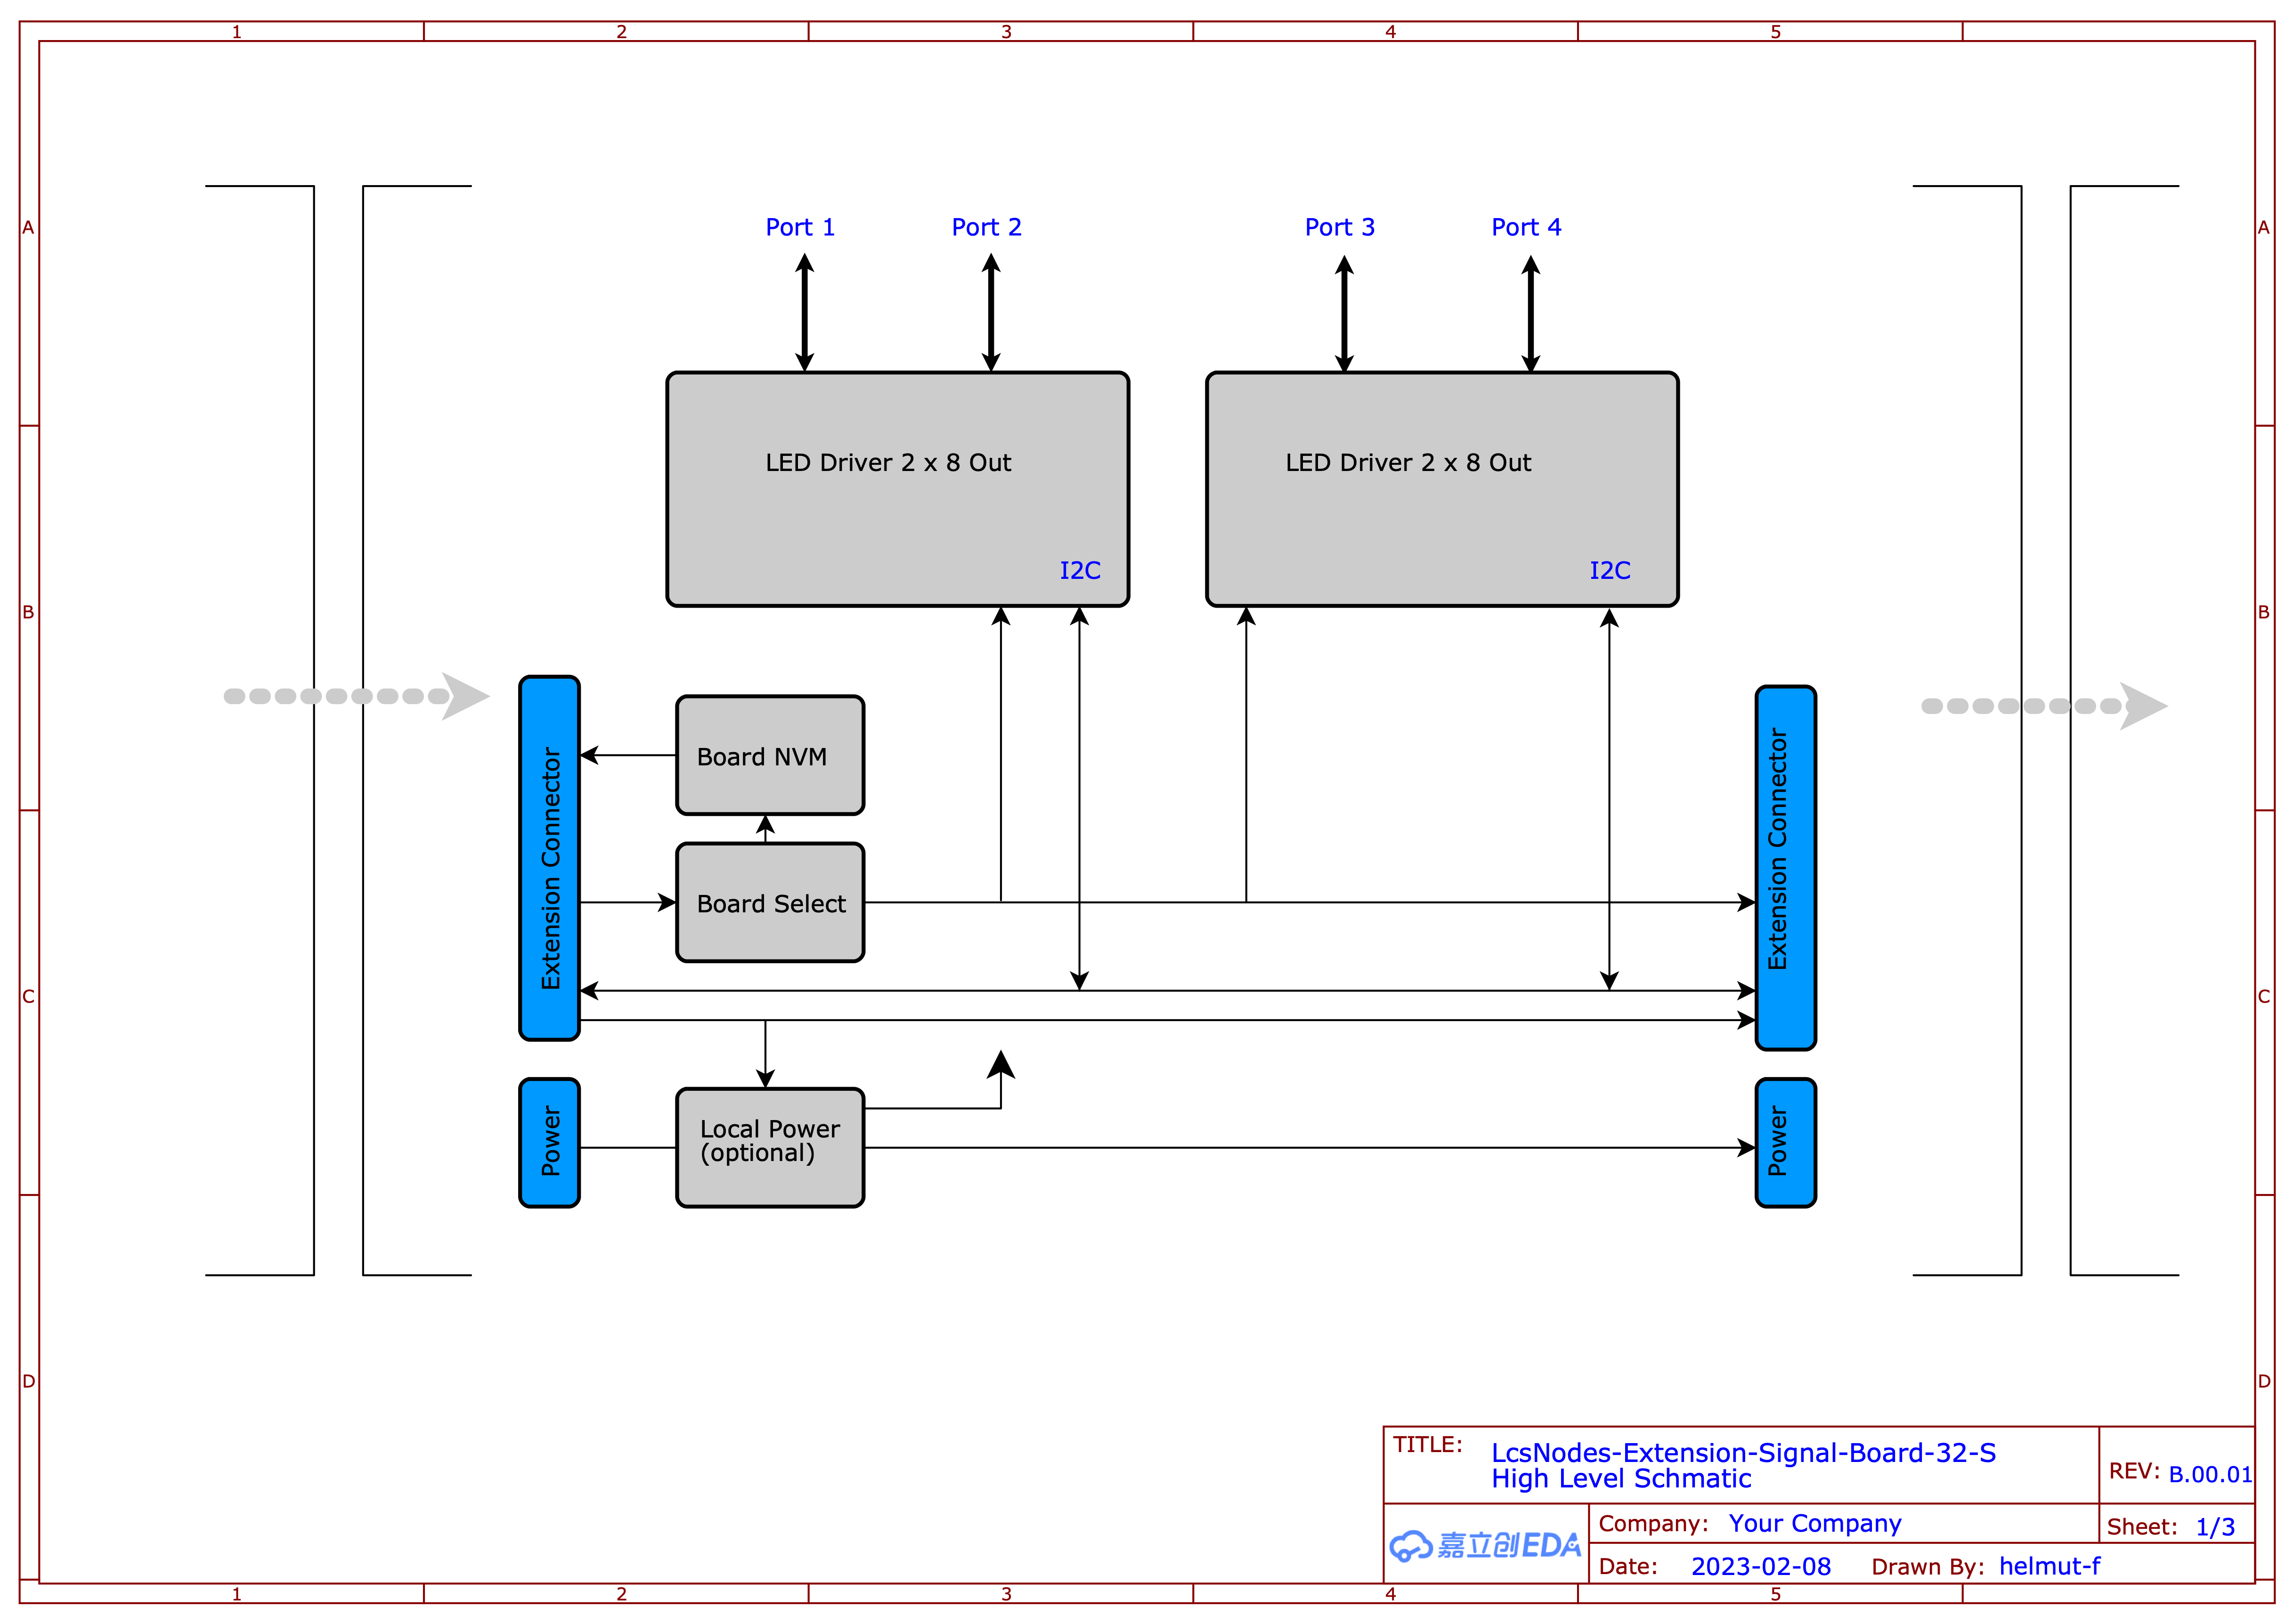 1 2 3 4 5
A A
Port 1 Port 2 Port 3 Port 4
LED Driver 2 x 8 Out LED Driver 2 x 8 Out
I2C I2C
B B
Extension Connector
Board NVM
Board Select
Extension Connector
C C
Power
Local Power
(optional)
Power
D D
TITLE: LcsNodes-Extension-Signal-Board-32-S
High Level Schmatic
REV: B.00.01
嘉立创EDA
Company: Your Company
Sheet: 1/3
Date: 2023-02-08 Drawn By: helmut-f
1 2 3 4 5